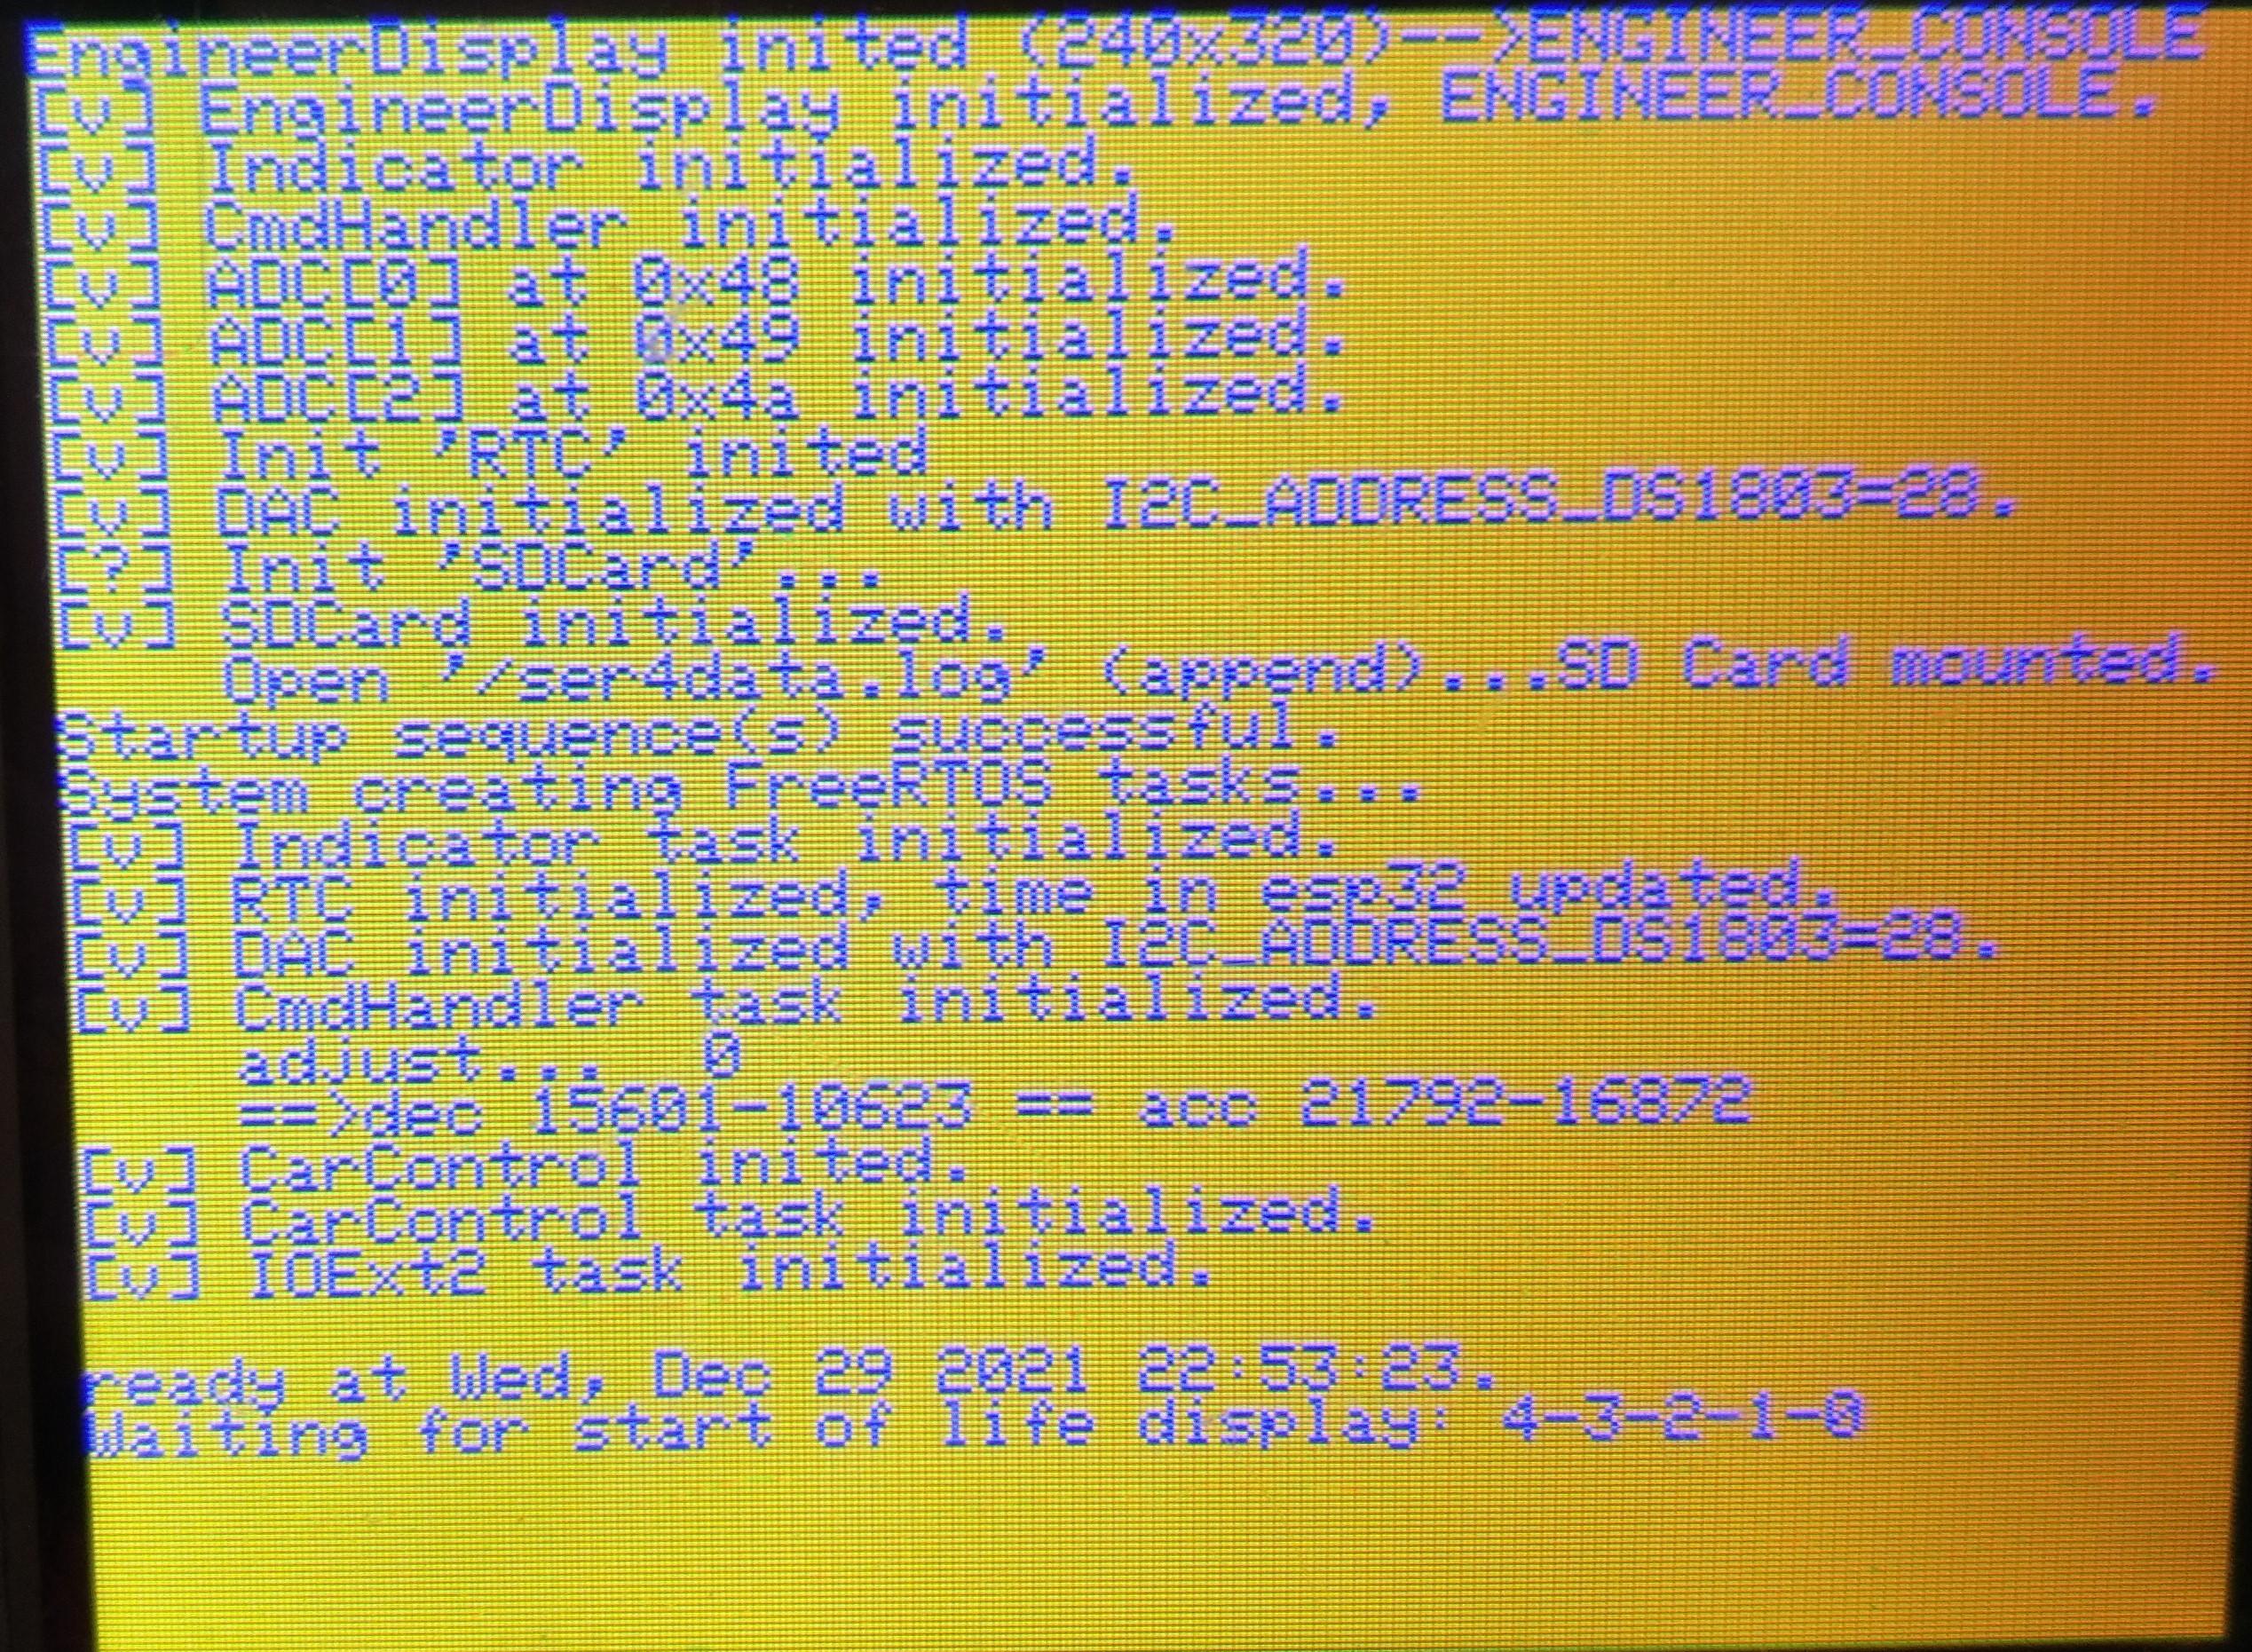 EngineerDisplay inited (240x320)-->ENGINEER_CONSOLE
[v] EngineerDisplay initialized, ENGINEER_CONSOLE.
[v] Indicator initialized.
[v] CmdHandler initialized.
[v] ADC[0] at 0x48 initialized.
[v] ADC[1] at 0x49 initialized.
[v] ADC[2] at 0x4a initialized.
[v] Init 'RTC' inited
[v] DAC initialized with I2C_ADDRESS_DS1803=28.
[?] Init 'SDCard'...
[v] SDCard initialized.
Open '/ser4data.log' (append)...SD Card mounted.
Startup sequence(s) successful.
System creating FreeRTOS tasks...
[v] Indicator task initialized.
[v] RTC initialized, time in esp32 updated.
[v] DAC initialized with I2C_ADDRESS_DS1803=28.
[v] CmdHandler task initialized.
adjust... 0
==>dec 15601-10623 == acc 21792-16872
[v] CarControl inited.
[v] CarControl task initialized.
[v] IOExt2 task initialized.
ready at Wed, Dec 29 2021 22:53:23.
Waiting for start of life display: 4-3-2-1-0